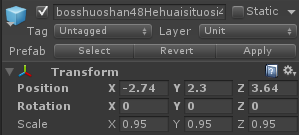 bosshuoshan48Hehuaisituosi4 Static
Tag Untagged Layer Unit
Prefab Select Revert Apply
Transform
Position X -2.74 Y 2.3 Z 3.64
Rotation X 0 Y 0 Z 0
Scale X 0.95 Y 0.95 Z 0.95